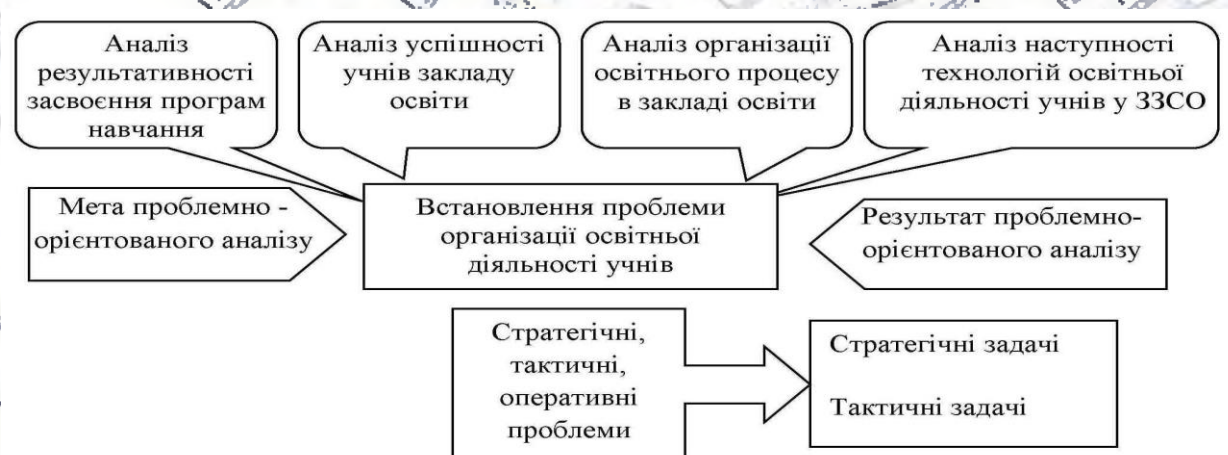 Аналіз
результативності
засвоєння програм
навчання
Аналіз успішності
учнів закладу
освіти
Аналіз організації
освітнього процесу
в закладі освіти
Аналіз наступності
технологій освітньої
діяльності учнів у ЗЗСО
Мета проблемно -
орієнтованого аналізу
Встановлення проблеми
організації освітньої
діяльності учнів
Результат проблемно-
орієнтованого аналізу
Стратегічні,
тактичні,
оперативні
проблеми
Стратегічні задачі
Тактичні задачі